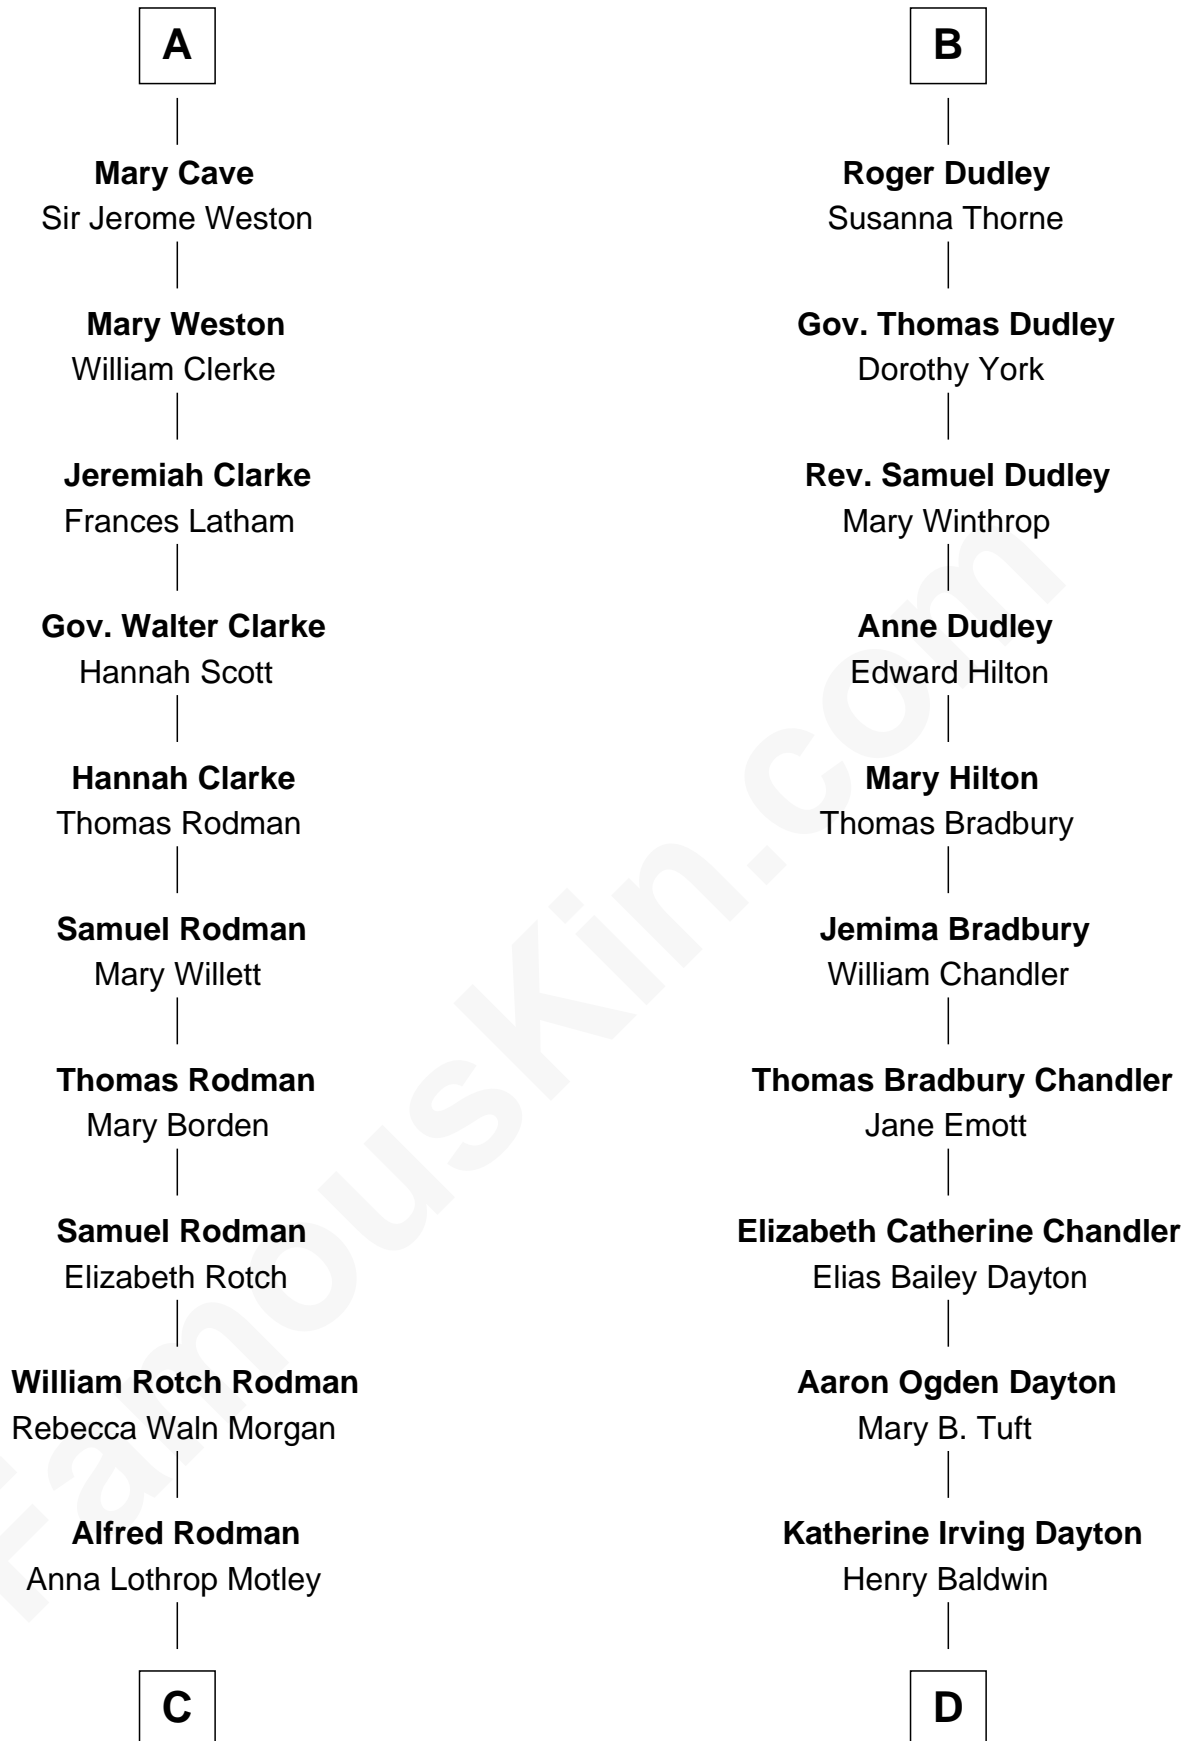 A
Mary Cave
Sir Jerome Weston
Mary Weston
William Clerke
Jeremiah Clarke
Frances Latham
Gov. Walter Clarke
Hannah Scott
Hannah Clarke
Thomas Rodman
Samuel Rodman
Mary Willett
Thomas Rodman
Mary Borden
Samuel Rodman
Elizabeth Rotch
William Rotch Rodman
Rebecca Waln Morgan
Alfred Rodman
Anna Lothrop Motley
C
B
Roger Dudley
Susanna Thorne
Gov. Thomas Dudley
Dorothy York
Rev. Samuel Dudley
Mary Winthrop
Anne Dudley
Edward Hilton
Mary Hilton
Thomas Bradbury
Jemima Bradbury
William Chandler
Thomas Bradbury Chandler
Jane Emott
Elizabeth Catherine Chandler
Elias Bailey Dayton
Aaron Ogden Dayton
Mary B. Tuft
Katherine Irving Dayton
Henry Baldwin
D
FamousKin.com